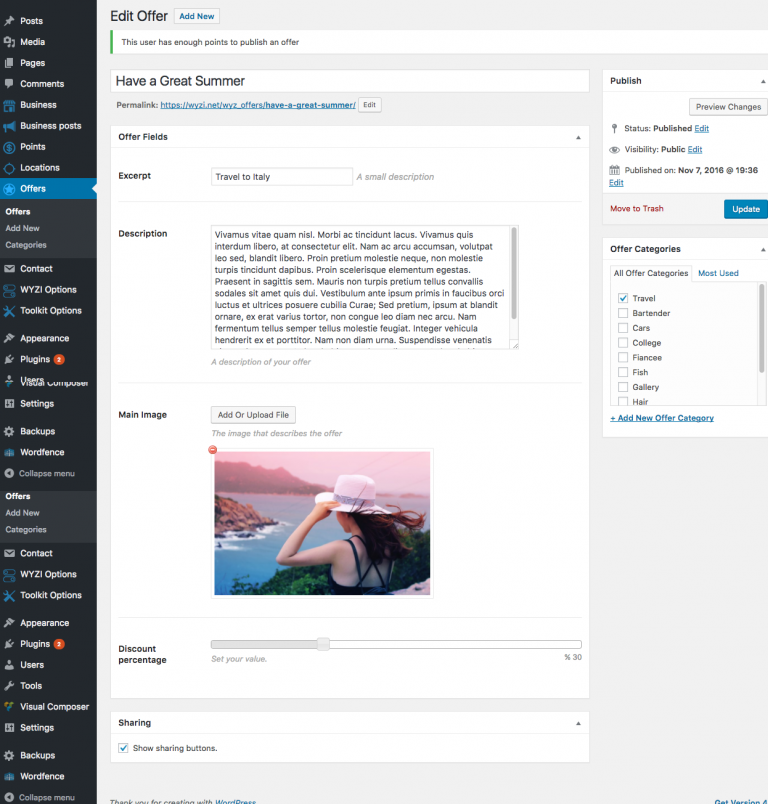 Posts
Media
Pages
Comments
Business
Business posts
Points
Locations
Offers
Offers
Add New
Categories
Contact
WYZI Options
Toolkit Options
Appearance
Plugins 2
Users
Visual Composer
Settings
Backups
Wordfence
Collapse menu
Offers
Add New
Categories
Contact
WYZI Options
Toolkit Options
Appearance
Plugins 2
Users
Tools
Visual Composer
Settings
Backups
Wordfence
Collapse menu
Edit Offer Add New
This user has enough points to publish an offer
Have a Great Summer
Permalink: https://wyzi.net/wyz_offers/have-a-great-summer/ Edit
Offer Fields
Excerpt Travel to Italy A small description
Description
Vivamus vitae quam nisl. Morbi ac tincidunt lacus. Vivamus quis
interdum libero, at consectetur elit. Nam ac arcu accumsan, volutpat
leo sed, blandit libero. Proin pretium molestie neque, non molestie
turpis tincidunt dapibus. Proin scelerisque elementum egestas.
Praesent in sagittis sem. Mauris non turpis pretium tellus convallis
sodales sit amet quis dui. Vestibulum ante ipsum primis in faucibus orci
luctus et ultrices posuere cubilia Curae; Sed pretium, ipsum at blandit
ornare, ex erat varius tortor, non congue leo diam nec arcu. Nam
fermentum tellus semper tellus molestie feugiat. Integer vehicula
hendrerit ex et porttitor. Nam non diam urna. Suspendisse venenatis
A description of your offer
Main Image Add Or Upload File
The image that describes the offer
Discount
percentage
Set your value. % 30
Sharing
Show sharing buttons.
Thank you for creating with WordPress.
Publish
Preview Changes
Status: Published Edit
Visibility: Public Edit
Published on: Nov 7, 2016 @ 19:36
Edit
Move to Trash Update
Offer Categories
All Offer Categories Most Used
Travel
Bartender
Cars
College
Fiancee
Fish
Gallery
Hair
+ Add New Offer Category
Get Version 4